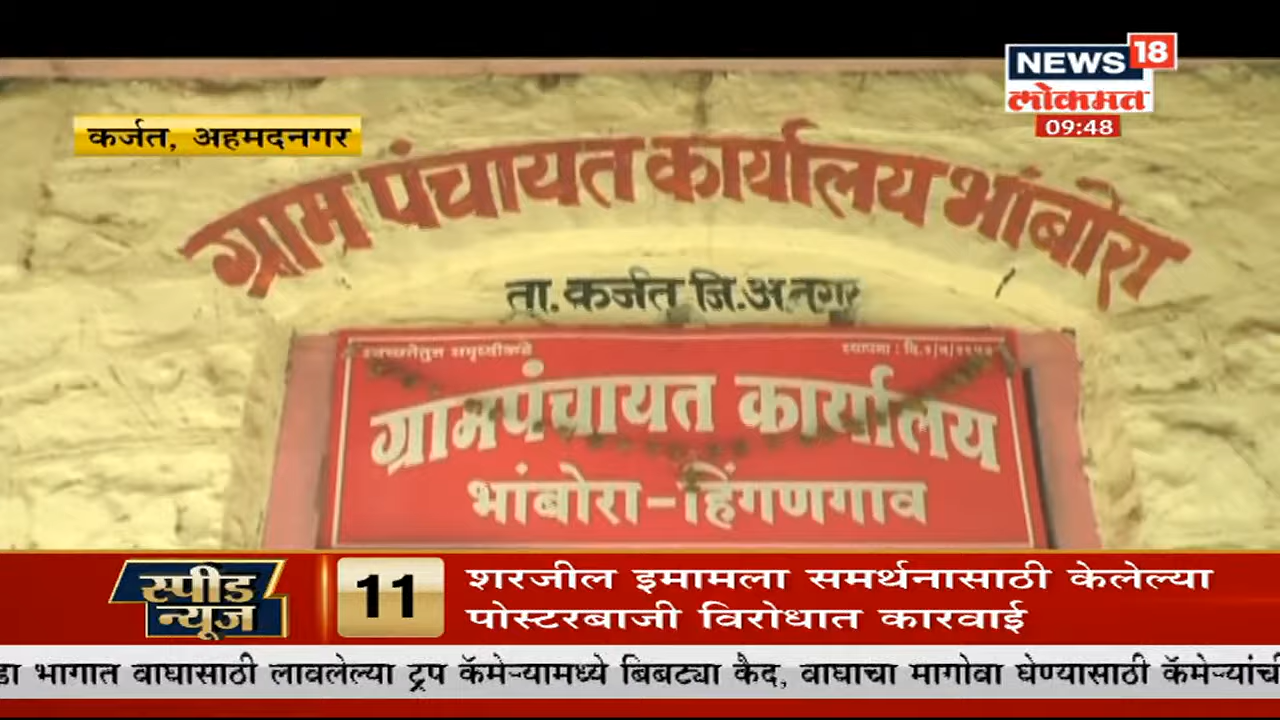 NEWS 18
लोकमत
09:48
कर्जत, अहमदनगर
ग्राम पंचायत कार्यालय भांबोरा
ता. कर्जत जि. अ. नगर
स्थापना : दि.
ग्रामपंचायत कार्यालय
भांबोरा-हिंगणगाव
स्पीड
न्यूज
11
शरजील इमामला समर्थनासाठी केलेल्या
पोस्टरबाजी विरोधात कारवाई
भागात वाघासाठी लावलेल्या ट्रप कॅमेऱ्यामध्ये बिबट्या कैद, वाघाचा मागोवा घेण्यासाठी कॅमेऱ्यांची